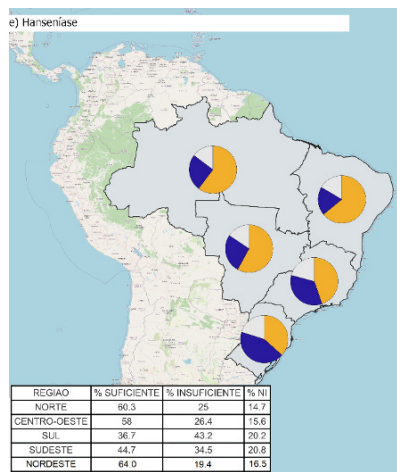 e) Hanseníase
REGIAO % SUFICIENTE % INSUFICIENTE % NI
NORTE 60.3 25 14.7
CENTRO-OESTE 58 26.4 15.6
SUL 36.7 43.2 20.2
SUDESTE 44.7 34.5 20.8
NORDESTE 64.0 19.4 16.5